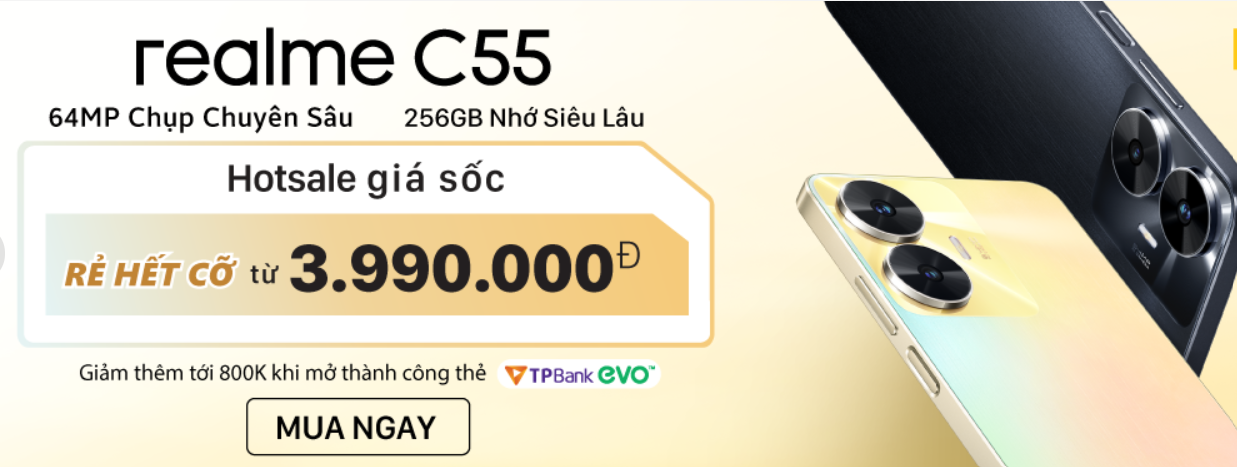 realme C55
64MP Chụp Chuyên Sâu 256GB Nhớ Siêu Lâu
Hotsale giá sốc
RẺ HẾT CỠ từ 3.990.000Đ
Giảm thêm tới 800K khi mở thành công thẻ TPBank evo™
MUA NGAY